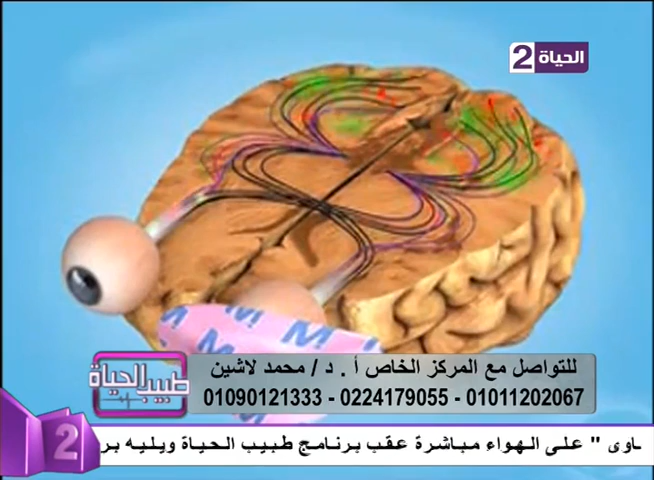 الحياة 2
M M M M
للتواصل مع المركز الخاص أ . د / محمد لاشين
01090121333 - 0224179055 - 01011202067
طبيب الحياة
2
ـاوى " على الهواء مباشرة عقب برنامج طبيب الحياة ويليه بر